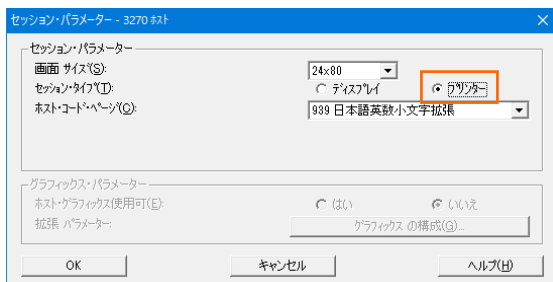 セッション・パラメーター - 3270 ホスト
セッション・パラメーター
画面 サイズ(S): 24x80
セッション・タイプ(T): ディスプレイ プリンター
ホスト・コード・ページ(C): 939 日本語英数小文字拡張
グラフィックス・パラメーター
ホスト・グラフィックス使用可(E): はい いいえ
拡張 パラメーター: グラフィックス の構成(G)...
OK キャンセル ヘルプ(H)